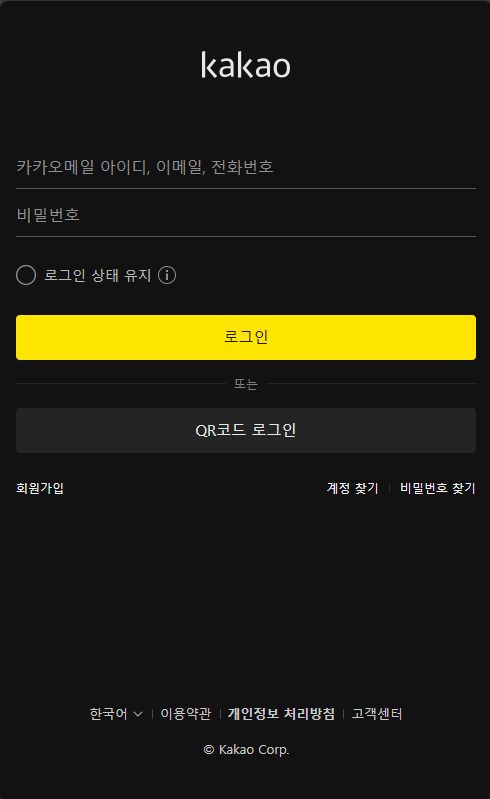 kakao
카카오메일 아이디, 이메일, 전화번호
비밀번호
로그인 상태 유지
로그인
또는
QR코드 로그인
회원가입 계정 찾기 비밀번호 찾기
한국어 이용약관 개인정보 처리방침 고객센터
© Kakao Corp.